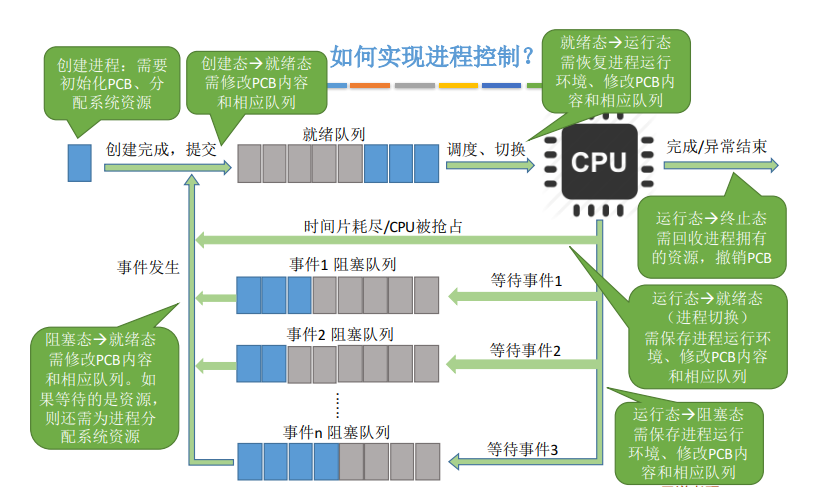 如何实现进程控制？
创建进程：需要
初始化PCB、分
配系统资源
创建态→就绪态
需修改PCB内容
和相应队列
就绪态→运行态
需恢复进程运行
环境、修改PCB内
容和相应队列
创建完成，提交
就绪队列
调度、切换
CPU
完成/异常结束
运行态→终止态
需回收进程拥有
的资源，撤销PCB
时间片耗尽/CPU被抢占
事件发生
事件1 阻塞队列
等待事件1
运行态→就绪态
（进程切换）
需保存进程运行环
境、修改PCB内容
和相应队列
阻塞态→就绪态
需修改PCB内容
和相应队列。如
果等待的是资源，
则还需为进程分
配系统资源
事件2 阻塞队列
等待事件2
……
事件n 阻塞队列
等待事件3
运行态→阻塞态
需保存进程运行
环境、修改PCB内
容和相应队列